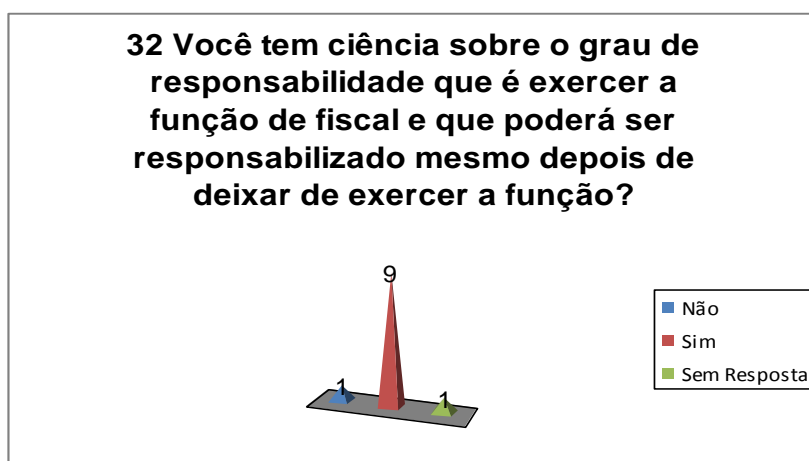 32 Você tem ciência sobre o grau de
responsabilidade que é exercer a
função de fiscal e que poderá ser
responsabilizado mesmo depois de
deixar de exercer a função?
9
1
1
Não
Sim
Sem Resposta